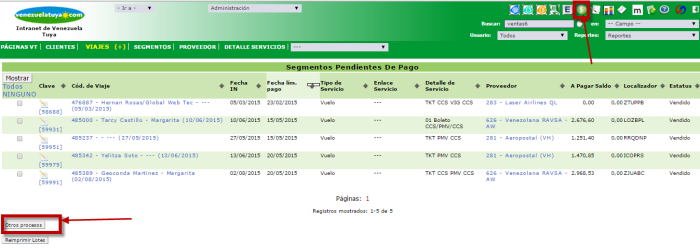 venezuelatuya.com
- Ir a -
Administración
Intranet de Venezuela Tuya
Buscar: ventas6 en: -- Campo --
Usuario: Todos Reportes: Reportes
PÁGINAS VT | CLIENTES | VIAJES (+) | SEGMENTOS | PROVEEDOR | DETALLE SERVICIOS | ---
Segmentos Pendientes De Pago
Mostrar
Todos
NINGUNO
Clave Cód. de Viaje Fecha IN Fecha lim. pago Tipo de Servicio Enlace Servicio Detalle de Servicio Proveedor A Pagar Saldo Localizador Estatus
[58688] 476887 - Hernan Rosas/Global Web Tec - --- (05/03/2015) 05/03/2015 23/02/2015 Vuelo --- TKT CCS VIG CCS 283 - Laser Airlines QL 0,00 0,00 ZTUPPB Vendido
[59931] 485000 - Tarcy Castillo - Margarita (10/06/2015) 10/06/2015 15/05/2015 Vuelo --- 01 Boleto CCS/PMV/CCS 626 - Venezolana RAVSA - AW 2.676,60 0,00 LOZBPL Vendido
[59951] 485237 - - --- (27/05/2015) 27/05/2015 15/05/2015 Vuelo --- TKT PMV CCS 281 - Aeropostal (VH) 1.251,40 0,00 RRQDNP Vendido
[59975] 485342 - Yelitza Soto - --- (13/06/2015) 13/06/2015 20/05/2015 Vuelo --- TKT PMV CCS 281 - Aeropostal (VH) 1.470,85 0,00 ICOPRS Vendido
[59991] 485389 - Geoconda Martinez - Margarita (02/08/2015) 02/08/2015 20/05/2015 Vuelo --- TKT CCS PMV CCS 626 - Venezolana RAVSA - AW 2.968,53 0,00 ZJUABC Vendido
Páginas: 1
Registros mostrados: 1-5 de 5
Otros procesos
Reimprimir Lotes